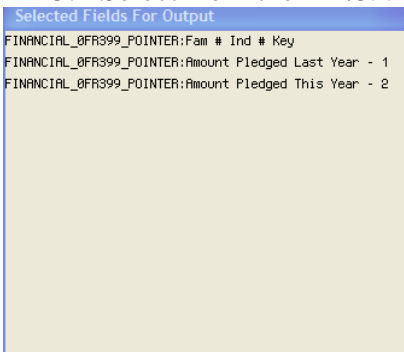 Selected Fields For Output
FINANCIAL_0FR399_POINTER:Fam # Ind # Key
FINANCIAL_0FR399_POINTER:Amount Pledged Last Year - 1
FINANCIAL_0FR399_POINTER:Amount Pledged This Year - 2